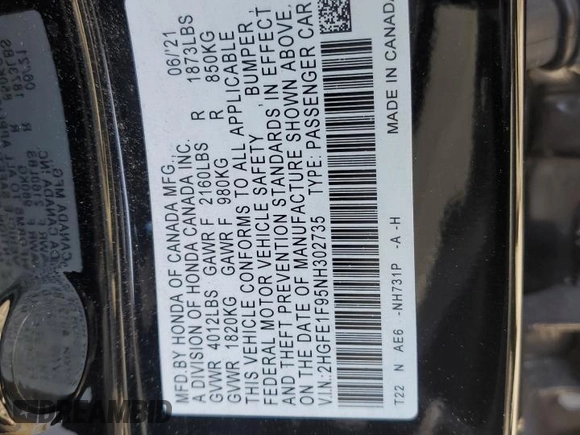 MFD.BY HONDA OF CANADA MFG., 06/21
A DIVISION OF HONDA CANADA INC.
GVWR 4012LBS GAWR F 2160LBS R 1873LBS
GVWR 1820KG GAWR F 980KG R 850KG
THIS VEHICLE CONFORMS TO ALL APPLICABLE
FEDERAL MOTOR VEHICLE SAFETY, BUMPER,
AND THEFT PREVENTION STANDARDS IN EFFECT
ON THE DATE OF MANUFACTURE SHOWN ABOVE.
V.I.N.:2HGFE1F95NH302735 TYPE: PASSENGER CAR
T22 N AE6 -NH731P -A -H MADE IN CANADA
DREAMBID